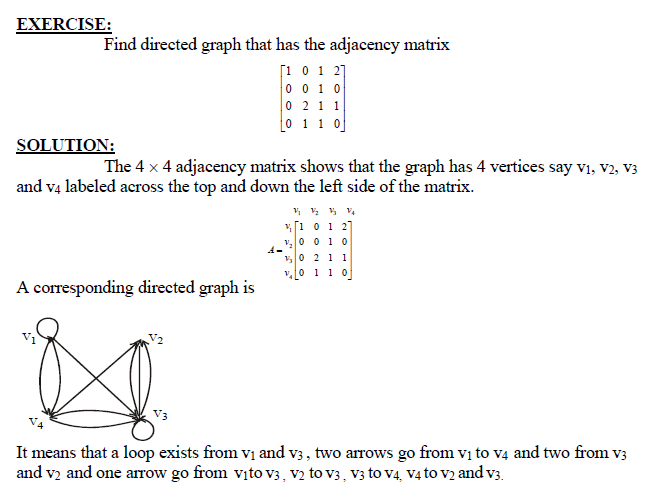 EXERCISE:
Find directed graph that has the adjacency matrix
⎡1 0 1 2⎤
0 0 1 0
0 2 1 1
⎣0 1 1 0⎦
SOLUTION:
The 4 × 4 adjacency matrix shows that the graph has 4 vertices say v₁, v₂, v₃
and v₄ labeled across the top and down the left side of the matrix.
v₁ v₂ v₃ v₄
v₁ ⎡1 0 1 2⎤
v₂ 0 0 1 0
A =
v₃ 0 2 1 1
v₄ ⎣0 1 1 0⎦
A corresponding directed graph is
v₁ v₂
v₃
v₄
It means that a loop exists from v₁ and v₃ , two arrows go from v₁ to v₄ and two from v₃
and v₂ and one arrow go from v₁to v₃ , v₂ to v₃ , v₃ to v₄, v₄ to v₂ and v₃.